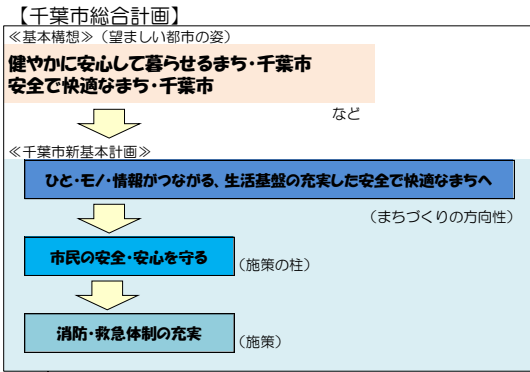 【千葉市総合計画】
≪基本構想≫（望ましい都市の姿）
健やかに安心して暮らせるまち・千葉市
安全で快適なまち・千葉市
など
≪千葉市新基本計画≫
ひと・モノ・情報がつながる、生活基盤の充実した安全で快適なまちへ
（まちづくりの方向性）
市民の安全・安心を守る
（施策の柱）
消防・救急体制の充実
（施策）